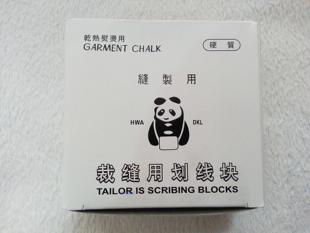 乾熱熨燙用
GARMENT CHALK
硬質
縫製用
HWA DKL
裁缝用划线块
TAILOR IS SCRIBING BLOCKS